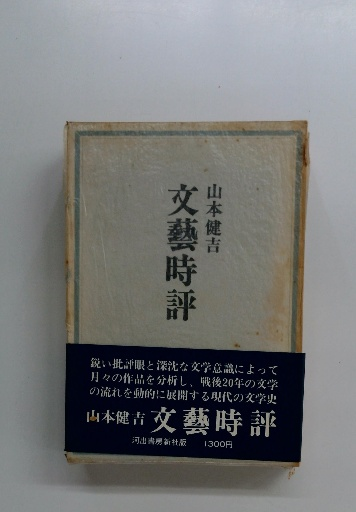 山本健吉
文藝時評
鋭い批評眼と深沈な文学意識によって
月々の作品を分析し、戦後20年の文学
の流れを動的に展開する現代の文学史
山本健吉 文藝時評
河出書房新社版 1300円